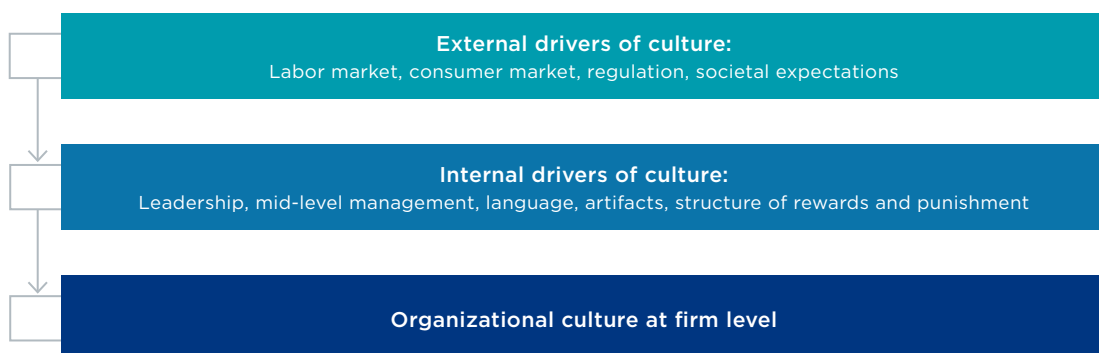 External drivers of culture:
Labor market, consumer market, regulation, societal expectations
Internal drivers of culture:
Leadership, mid-level management, language, artifacts, structure of rewards and punishment
Organizational culture at firm level